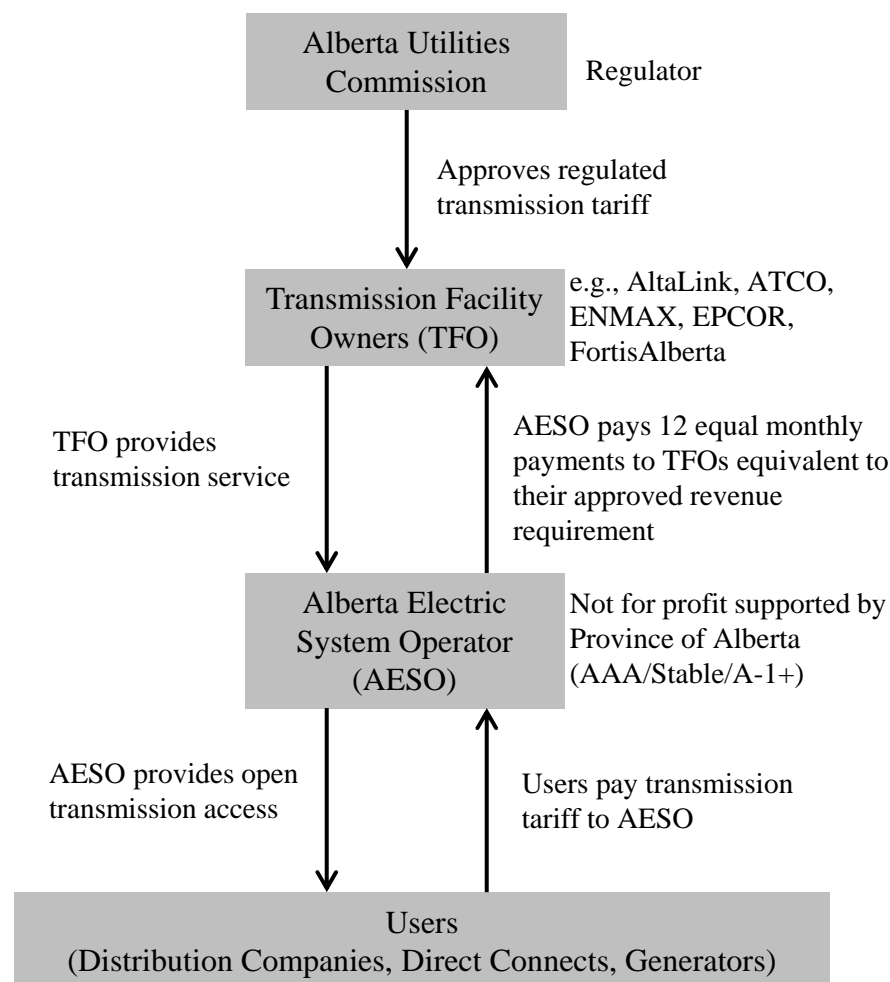 Alberta Utilities
Commission
Regulator
Approves regulated
transmission tariff
Transmission Facility
Owners (TFO)
e.g., AltaLink, ATCO,
ENMAX, EPCOR,
FortisAlberta
TFO provides
transmission service
AESO pays 12 equal monthly
payments to TFOs equivalent to
their approved revenue
requirement
Alberta Electric
System Operator
(AESO)
Not for profit supported by
Province of Alberta
(AAA/Stable/A-1+)
AESO provides open
transmission access
Users pay transmission
tariff to AESO
Users
(Distribution Companies, Direct Connects, Generators)